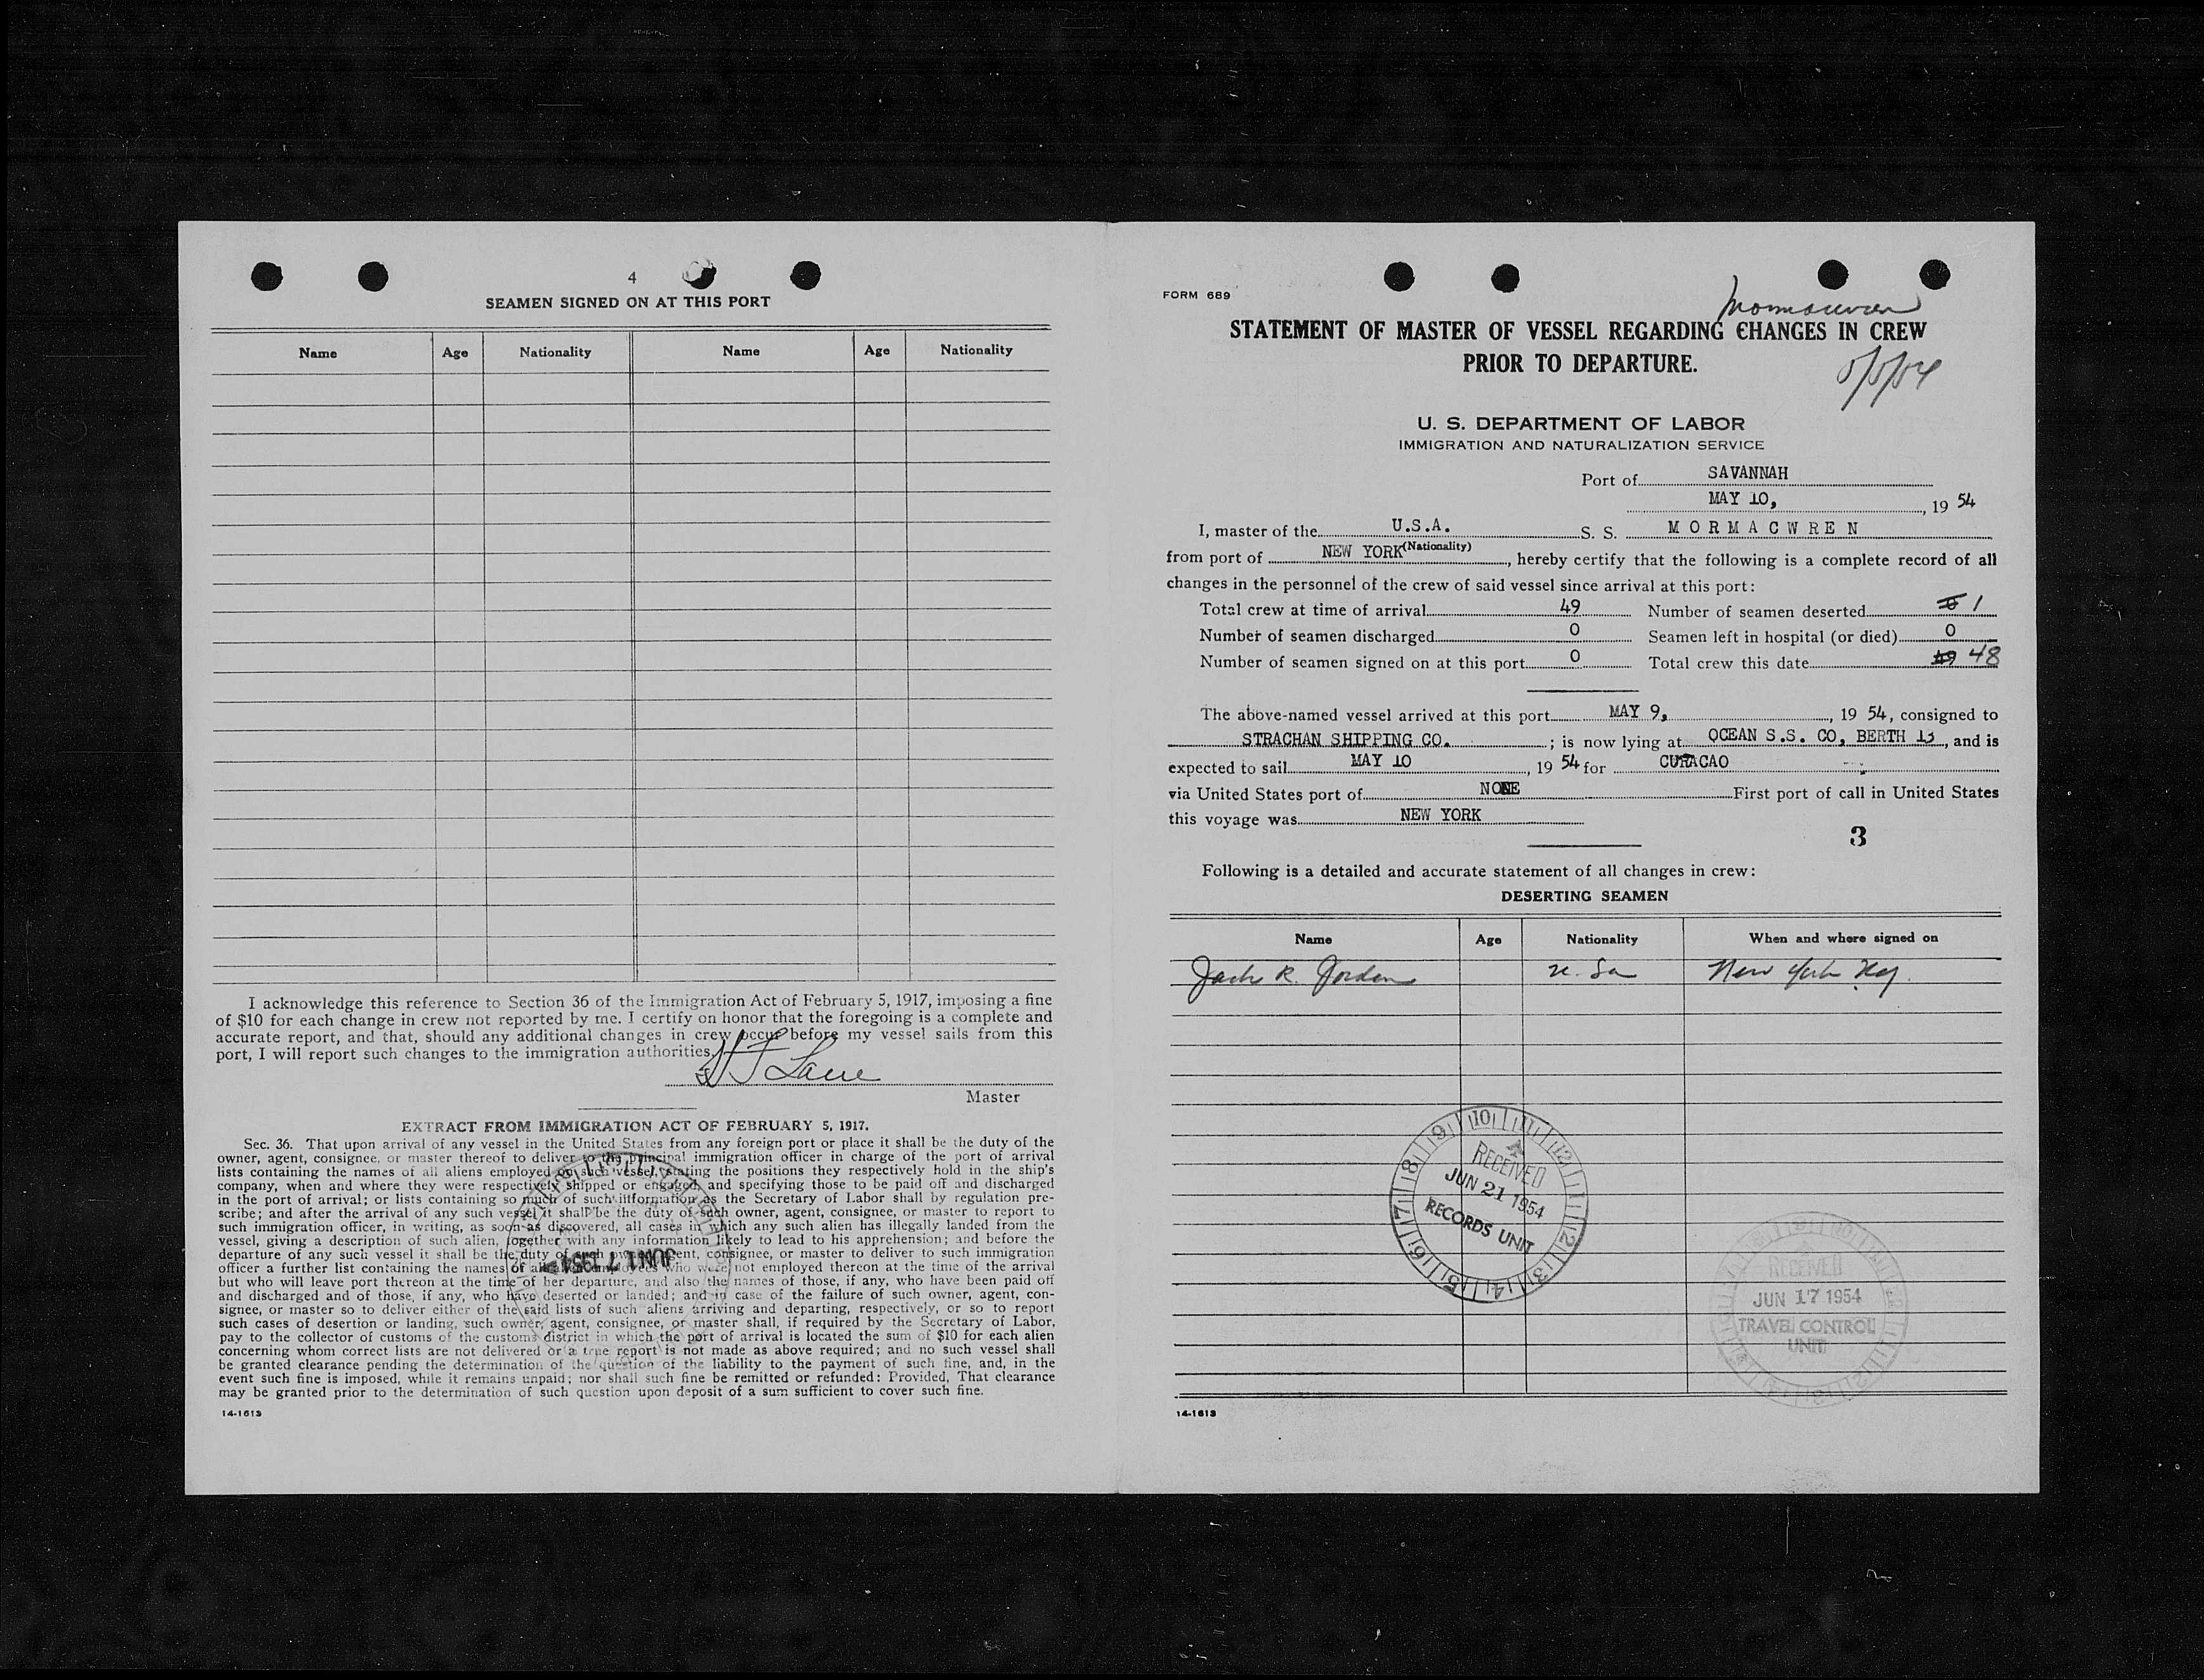 4
SEAMEN SIGNED ON AT THIS PORT
Name Age Nationality Name Age Nationality
I acknowledge this reference to Section 36 of the Immigration Act of February 5, 1917, imposing a fine
of $10 for each change in crew not reported by me. I certify on honor that the foregoing is a complete and
accurate report, and that, should any additional changes in crew occur before my vessel sails from this
port, I will report such changes to the immigration authorities.
Master
EXTRACT FROM IMMIGRATION ACT OF FEBRUARY 5, 1917.
Sec. 36. That upon arrival of any vessel in the United States from any foreign port or place it shall be the duty of the
owner, agent, consignee, or master thereof to deliver to the principal immigration officer in charge of the port of arrival
lists containing the names of all aliens employed on such vessel, stating the positions they respectively hold in the ship's
company, when and where they were respectively shipped or engaged, and specifying those to be paid off and discharged
in the port of arrival; or lists containing so much of such information as the Secretary of Labor shall by regulation pre-
scribe; and after the arrival of any such vessel it shall be the duty of such owner, agent, consignee, or master to report to
such immigration officer, in writing, as soon as discovered, all cases in which any such alien has illegally landed from the
vessel, giving a description of such alien, together with any information likely to lead to his apprehension; and before the
departure of any such vessel it shall be the duty of such owner, agent, consignee, or master to deliver to such immigration
officer a further list containing the names of all alien employees who were not employed thereon at the time of the arrival
but who will leave port thereon at the time of her departure, and also the names of those, if any, who have been paid off
and discharged and of those, if any, who have deserted or landed; and in case of the failure of such owner, agent, con-
signee, or master so to deliver either of the said lists of such aliens arriving and departing, respectively, or so to report
such cases of desertion or landing, such owner, agent, consignee, or master shall, if required by the Secretary of Labor,
pay to the collector of customs of the customs district in which the port of arrival is located the sum of $10 for each alien
concerning whom correct lists are not delivered or a true report is not made as above required; and no such vessel shall
be granted clearance pending the determination of the question of the liability to the payment of such fine, and, in the
event such fine is imposed, while it remains unpaid; nor shall such fine be remitted or refunded: Provided, That clearance
may be granted prior to the determination of such question upon deposit of a sum sufficient to cover such fine.
JUN 17 1954
14-1613
FORM 689
STATEMENT OF MASTER OF VESSEL REGARDING CHANGES IN CREW
PRIOR TO DEPARTURE.
U. S. DEPARTMENT OF LABOR
IMMIGRATION AND NATURALIZATION SERVICE
Port of SAVANNAH
MAY 10, , 19 54
I, master of the U.S.A. S. S. MORMACWREN
(Nationality)
from port of NEW YORK, hereby certify that the following is a complete record of all
changes in the personnel of the crew of said vessel since arrival at this port:
Total crew at time of arrival 49 Number of seamen deserted 0 1
Number of seamen discharged 0 Seamen left in hospital (or died) 0
Number of seamen signed on at this port 0 Total crew this date 49 48
The above-named vessel arrived at this port MAY 9, , 19 54, consigned to
STRACHAN SHIPPING CO. ; is now lying at OCEAN S.S. CO, BERTH 13, and is
expected to sail MAY 10, 19 54 for CURACAO
via United States port of NONE First port of call in United States
this voyage was NEW YORK
3
Following is a detailed and accurate statement of all changes in crew:
DESERTING SEAMEN
Name Age Nationality When and where signed on
Jack R. Jorden U. Sa New York Ny.
RECEIVED
JUN 21 1954
RECORDS UNIT
RECEIVED
JUN 17 1954
TRAVEL CONTROL
UNIT
14-1613